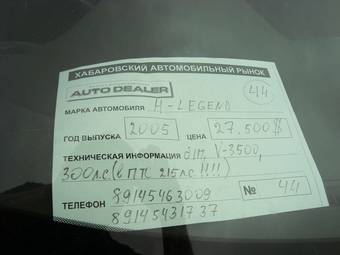 ХАБАРОВСКИЙ АВТОМОБИЛЬНЫЙ РЫНОК
AUTO DEALER
44
МАРКА АВТОМОБИЛЯ H-LEGEND
ГОД ВЫПУСКА 2005 ЦЕНА 27.500$
ТЕХНИЧЕСКАЯ ИНФОРМАЦИЯ б/п, V-3500,
300лс (в ПТС 215лс !!!!)
ТЕЛЕФОН 89145463009 № 44
89145431737